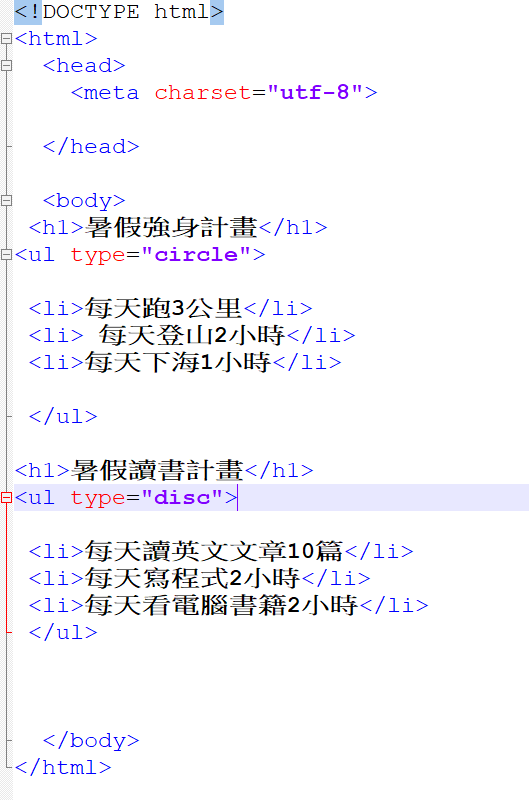 <!DOCTYPE html>
<html>
<head>
<meta charset="utf-8">
</head>
<body>
<h1>暑假強身計畫</h1>
<ul type="circle">
<li>每天跑3公里</li>
<li> 每天登山2小時</li>
<li>每天下海1小時</li>
</ul>
<h1>暑假讀書計畫</h1>
<ul type="disc">
<li>每天讀英文文章10篇</li>
<li>每天寫程式2小時</li>
<li>每天看電腦書籍2小時</li>
</ul>
</body>
</html>